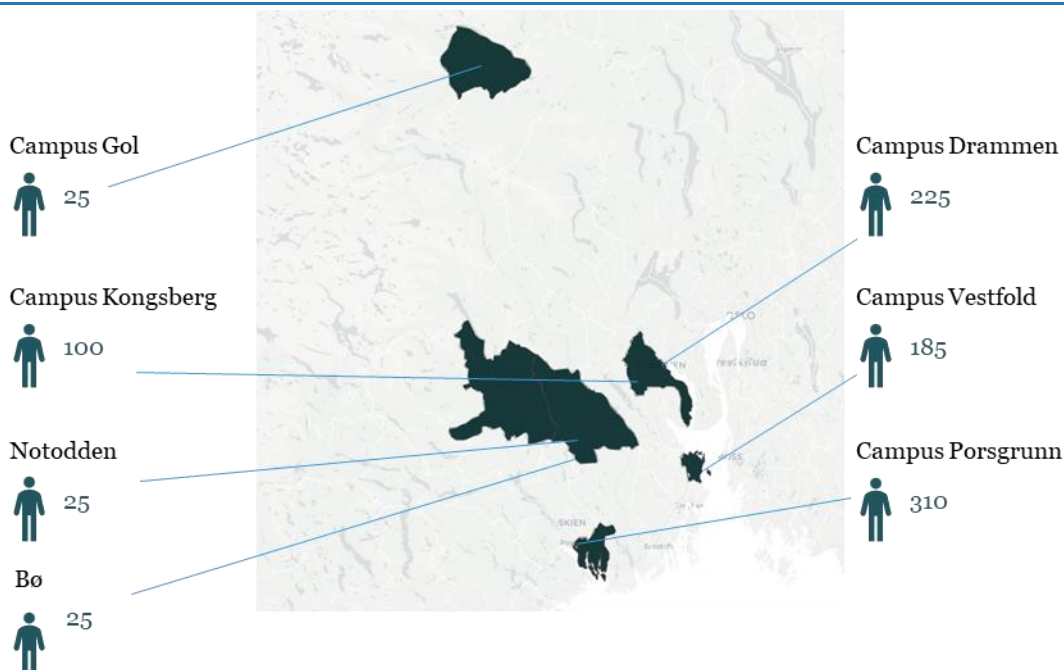 Campus Gol
25
Campus Kongsberg
100
Notodden
25
Bø
25
Campus Drammen
225
Campus Vestfold
185
Campus Porsgrunn
310
OSLO
SKIEN